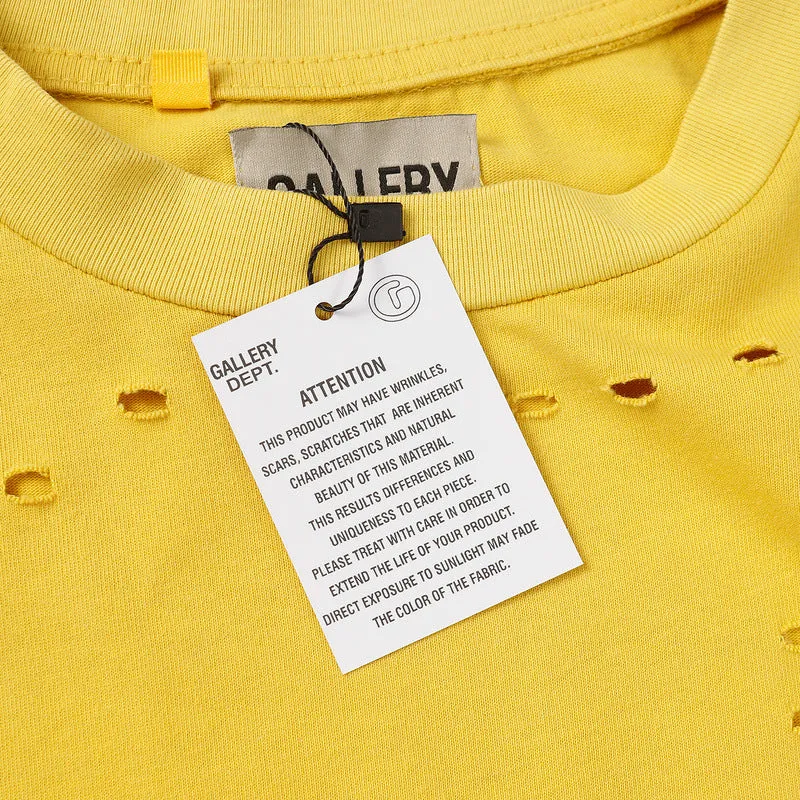 GALLERY
GALLERY
DEPT.
ATTENTION
THIS PRODUCT MAY HAVE WRINKLES,
SCARS, SCRATCHES THAT ARE INHERENT
CHARACTERISTICS AND NATURAL
BEAUTY OF THIS MATERIAL.
THIS RESULTS DIFFERENCES AND
UNIQUENESS TO EACH PIECE.
PLEASE TREAT WITH CARE IN ORDER TO
EXTEND THE LIFE OF YOUR PRODUCT.
DIRECT EXPOSURE TO SUNLIGHT MAY FADE
THE COLOR OF THE FABRIC.